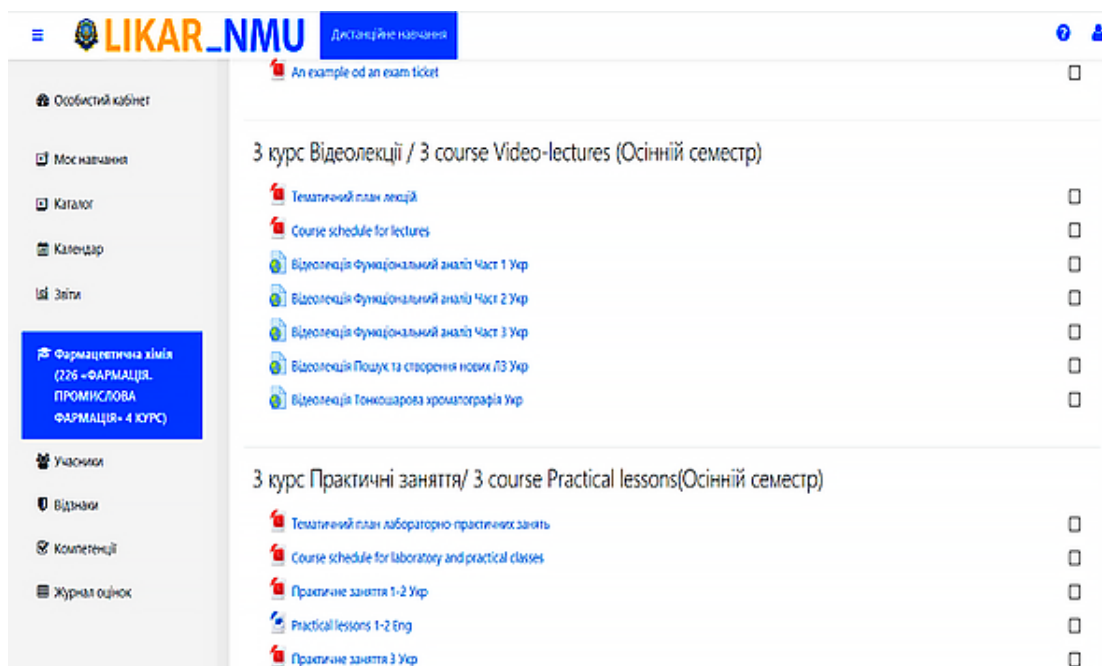 LIKAR_NMU
Дистанційне навчання
An example od an exam ticket
Особистий кабінет
Моє навчання
Каталог
Календар
Звіти
Фармацевтична хімія
(226 «ФАРМАЦІЯ.
ПРОМИСЛОВА
ФАРМАЦІЯ» 4 КУРС)
Учасники
Відзнаки
Компетенції
Журнал оцінок
3 курс Відеолекції / 3 course Video-lectures (Осінній семестр)
Тематичний план лекцій
Course schedule for lectures
Відеолекція Функціональний аналіз Част 1 Укр
Відеолекція Функціональний аналіз Част 2 Укр
Відеолекція Функціональний аналіз Част 3 Укр
Відеолекція Пошук та створення нових ЛЗ Укр
Відеолекція Тонкошарова хроматографія Укр
3 курс Практичні заняття/ 3 course Practical lessons(Осінній семестр)
Тематичний план лабораторно-практичних занять
Course schedule for laboratory and practical classes
Практичне заняття 1-2 Укр
Practical lessons 1-2 Eng
Практичне заняття 3 Укр